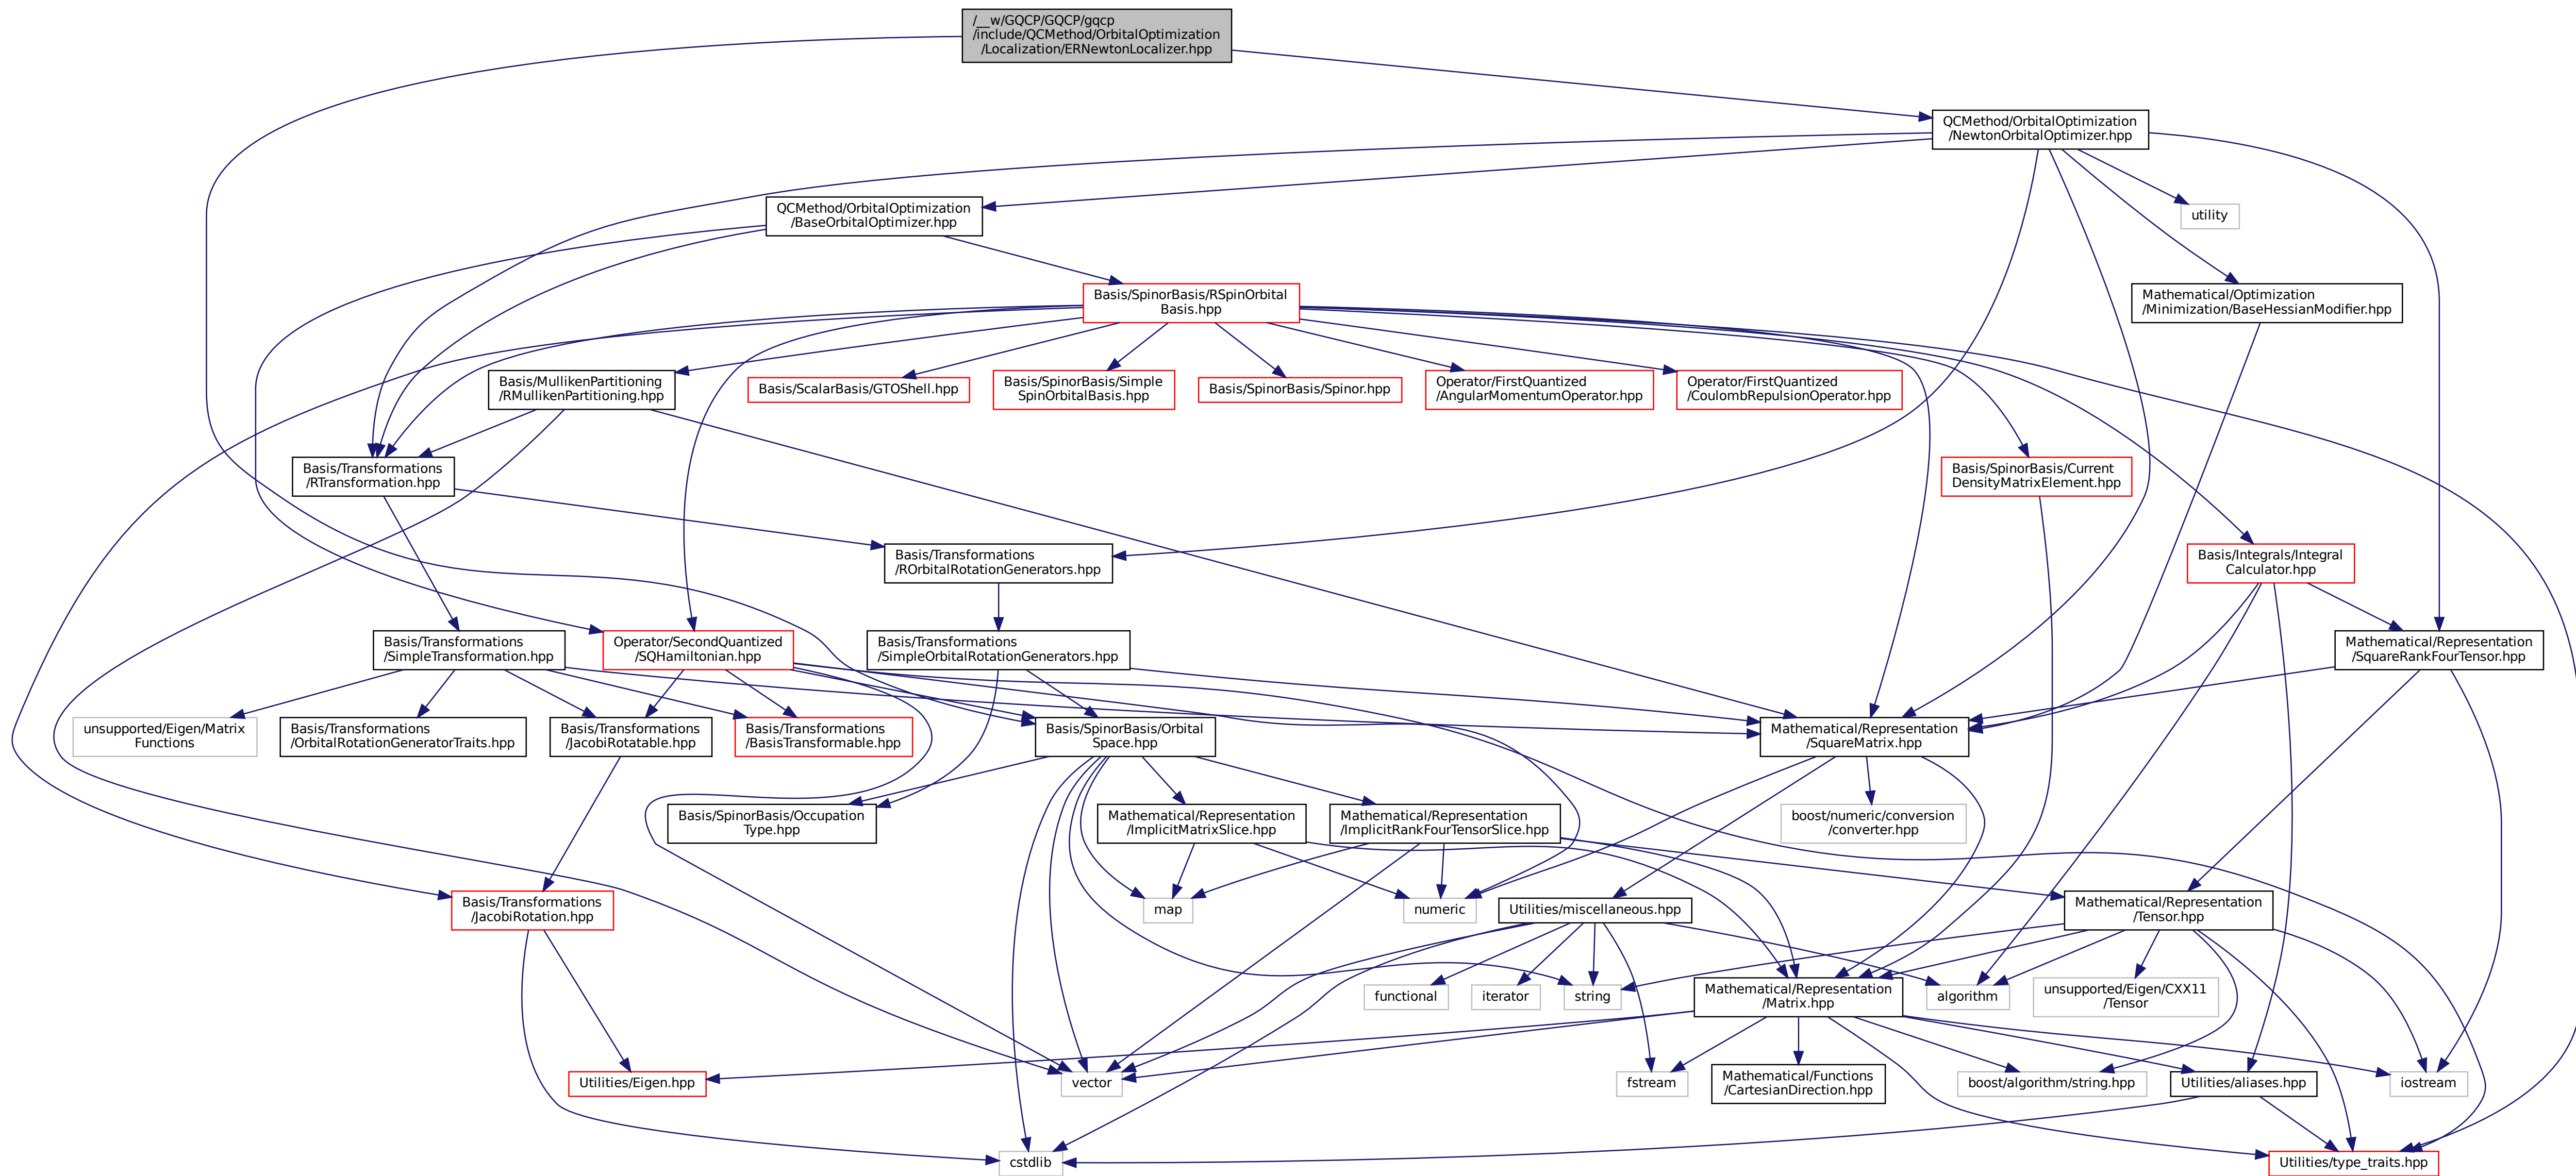 /__w/GQCP/GQCP/gqcp
/include/QCMethod/OrbitalOptimization
/Localization/ERNewtonLocalizer.hpp
QCMethod/OrbitalOptimization
/NewtonOrbitalOptimizer.hpp
QCMethod/OrbitalOptimization
/BaseOrbitalOptimizer.hpp
utility
Basis/SpinorBasis/RSpinOrbital
Basis.hpp
Mathematical/Optimization
/Minimization/BaseHessianModifier.hpp
Basis/MullikenPartitioning
/RMullikenPartitioning.hpp
Basis/ScalarBasis/GTOShell.hpp
Basis/SpinorBasis/Simple
SpinOrbitalBasis.hpp
Basis/SpinorBasis/Spinor.hpp
Operator/FirstQuantized
/AngularMomentumOperator.hpp
Operator/FirstQuantized
/CoulombRepulsionOperator.hpp
Basis/Transformations
/RTransformation.hpp
Basis/SpinorBasis/Current
DensityMatrixElement.hpp
Basis/Transformations
/ROrbitalRotationGenerators.hpp
Basis/Integrals/Integral
Calculator.hpp
Basis/Transformations
/SimpleTransformation.hpp
Operator/SecondQuantized
/SQHamiltonian.hpp
Basis/Transformations
/SimpleOrbitalRotationGenerators.hpp
Mathematical/Representation
/SquareRankFourTensor.hpp
unsupported/Eigen/Matrix
Functions
Basis/Transformations
/OrbitalRotationGeneratorTraits.hpp
Basis/Transformations
/JacobiRotatable.hpp
Basis/Transformations
/BasisTransformable.hpp
Basis/SpinorBasis/Orbital
Space.hpp
Mathematical/Representation
/SquareMatrix.hpp
Basis/SpinorBasis/Occupation
Type.hpp
Mathematical/Representation
/ImplicitMatrixSlice.hpp
Mathematical/Representation
/ImplicitRankFourTensorSlice.hpp
boost/numeric/conversion
/converter.hpp
Basis/Transformations
/JacobiRotation.hpp
map
numeric
Utilities/miscellaneous.hpp
Mathematical/Representation
/Tensor.hpp
functional
iterator
string
Mathematical/Representation
/Matrix.hpp
algorithm
unsupported/Eigen/CXX11
/Tensor
Utilities/Eigen.hpp
vector
fstream
Mathematical/Functions
/CartesianDirection.hpp
boost/algorithm/string.hpp
Utilities/aliases.hpp
iostream
cstdlib
Utilities/type_traits.hpp